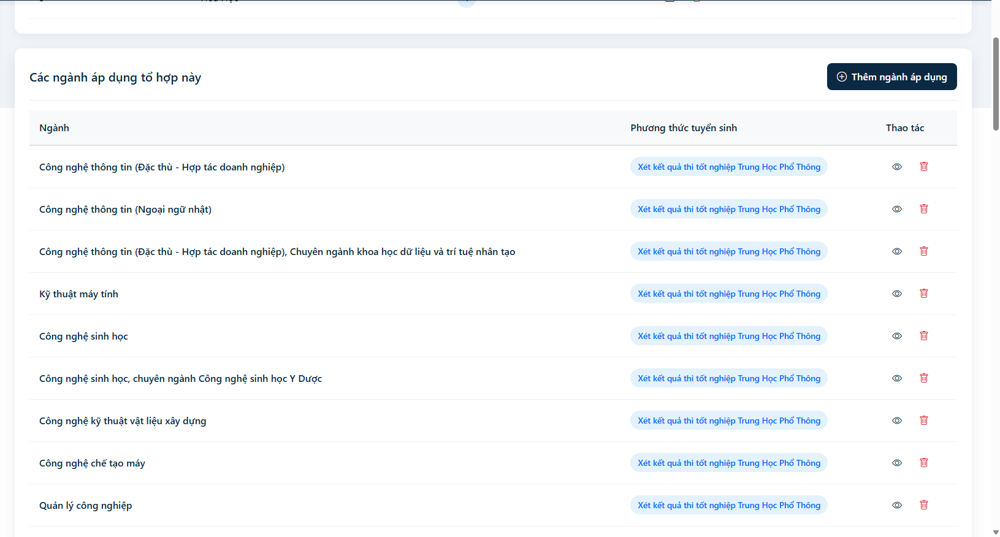 Các ngành áp dụng tổ hợp này
Thêm ngành áp dụng
Ngành
Phương thức tuyển sinh
Thao tác
Công nghệ thông tin (Đặc thù - Hợp tác doanh nghiệp)
Xét kết quả thi tốt nghiệp Trung Học Phổ Thông
Công nghệ thông tin (Ngoại ngữ nhật)
Xét kết quả thi tốt nghiệp Trung Học Phổ Thông
Công nghệ thông tin (Đặc thù - Hợp tác doanh nghiệp), Chuyên ngành khoa học dữ liệu và trí tuệ nhân tạo
Xét kết quả thi tốt nghiệp Trung Học Phổ Thông
Kỹ thuật máy tính
Xét kết quả thi tốt nghiệp Trung Học Phổ Thông
Công nghệ sinh học
Xét kết quả thi tốt nghiệp Trung Học Phổ Thông
Công nghệ sinh học, chuyên ngành Công nghệ sinh học Y Dược
Xét kết quả thi tốt nghiệp Trung Học Phổ Thông
Công nghệ kỹ thuật vật liệu xây dựng
Xét kết quả thi tốt nghiệp Trung Học Phổ Thông
Công nghệ chế tạo máy
Xét kết quả thi tốt nghiệp Trung Học Phổ Thông
Quản lý công nghiệp
Xét kết quả thi tốt nghiệp Trung Học Phổ Thông